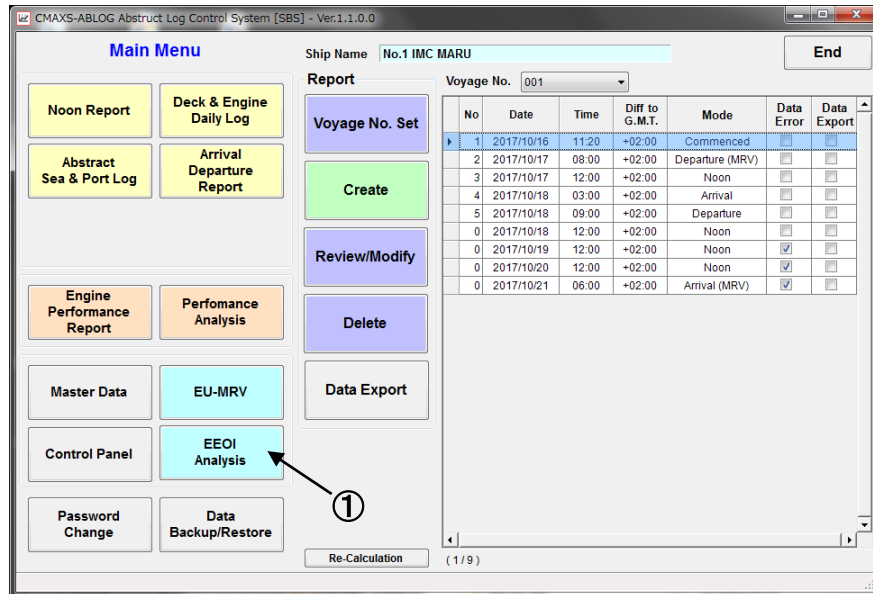 CMAXS-ABLOG Abstruct Log Control System [SBS] - Ver.1.1.0.0
Main Menu
Ship Name No.1 IMC MARU
End
Noon Report
Deck & Engine
Daily Log
Abstract
Sea & Port Log
Arrival
Departure
Report
Engine
Performance
Report
Perfomance
Analysis
Master Data
EU-MRV
Control Panel
EEOI
Analysis
①
Password
Change
Data
Backup/Restore
Report
Voyage No. Set
Create
Review/Modify
Delete
Data Export
Re-Calculation
Voyage No. 001
No Date Time Diff to G.M.T. Mode Data Error Data Export
1 2017/10/16 11:20 +02:00 Commenced
2 2017/10/17 08:00 +02:00 Departure (MRV)
3 2017/10/17 12:00 +02:00 Noon
4 2017/10/18 03:00 +02:00 Arrival
5 2017/10/18 09:00 +02:00 Departure
0 2017/10/18 12:00 +02:00 Noon
0 2017/10/19 12:00 +02:00 Noon
0 2017/10/20 12:00 +02:00 Noon
0 2017/10/21 06:00 +02:00 Arrival (MRV)
( 1 / 9 )